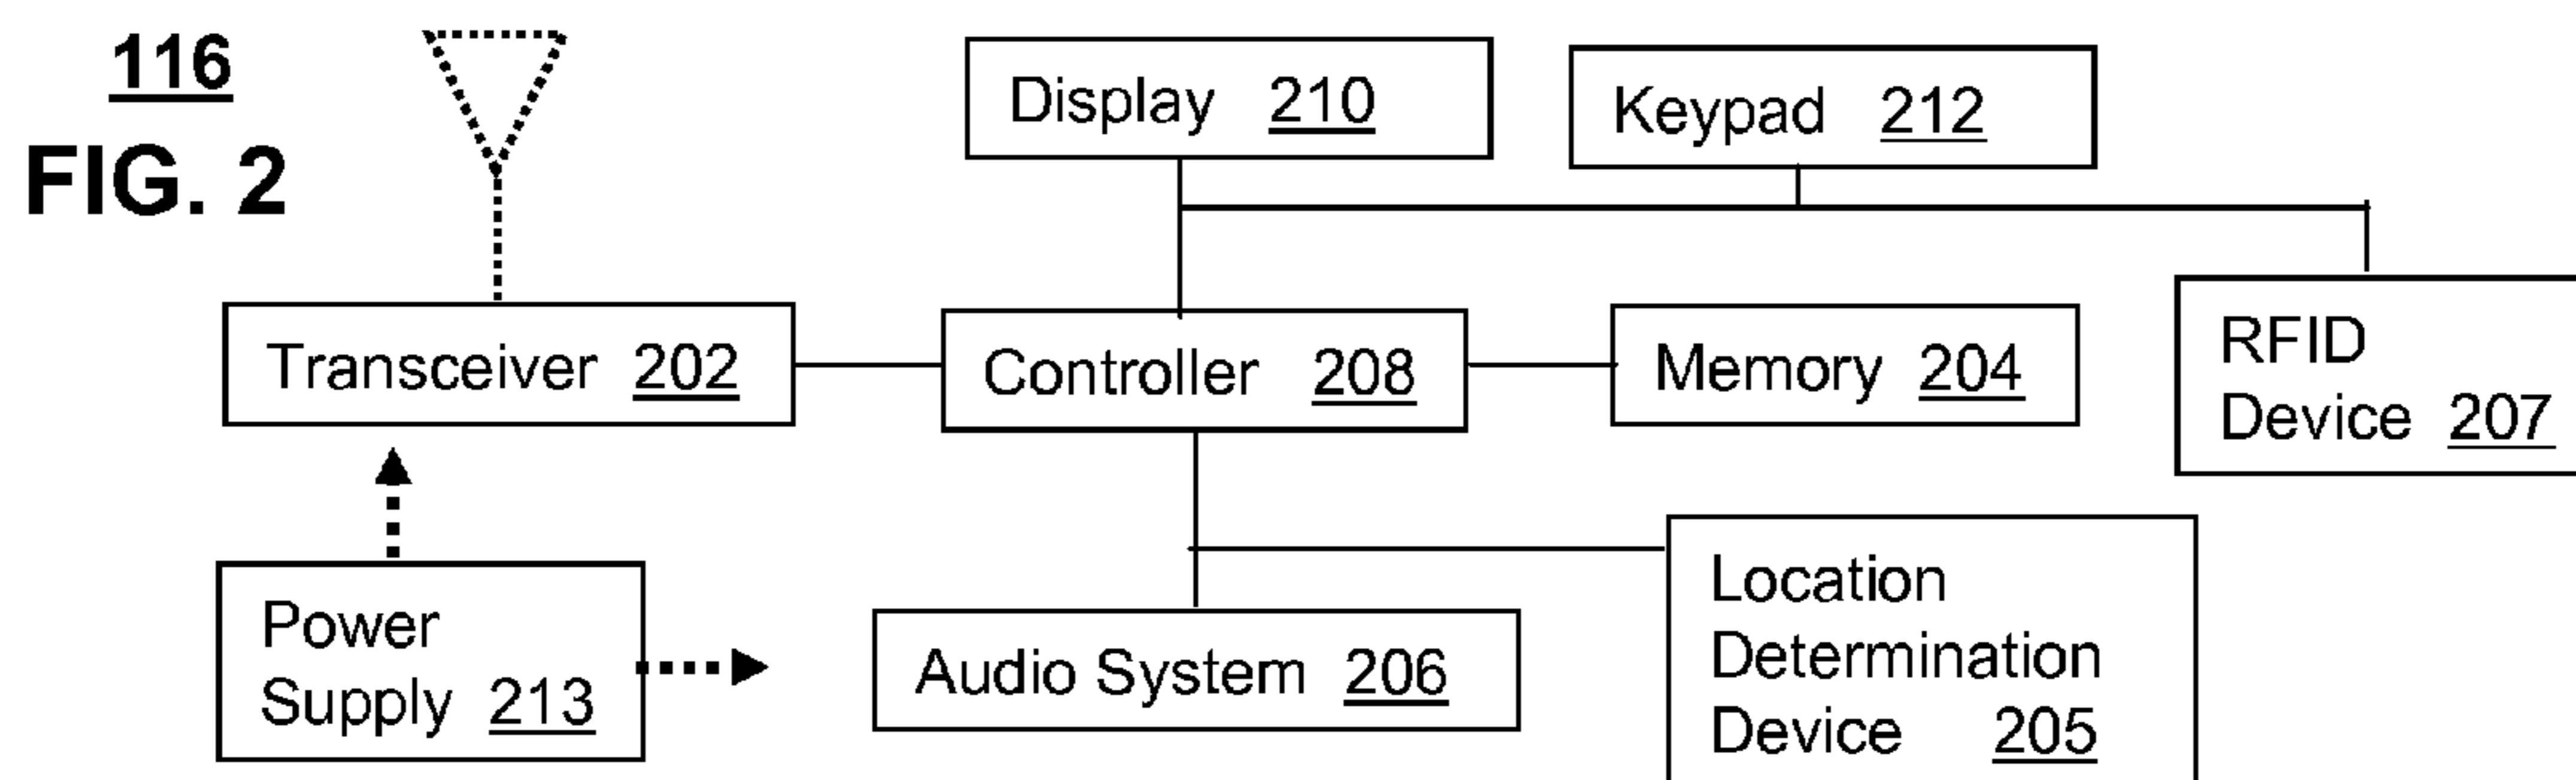 116
FIG. 2
Display 210
Keypad 212
Transceiver 202
Controller 208
Memory 204
RFID
Device 207
Power
Supply 213
Audio System 206
Location
Determination
Device 205